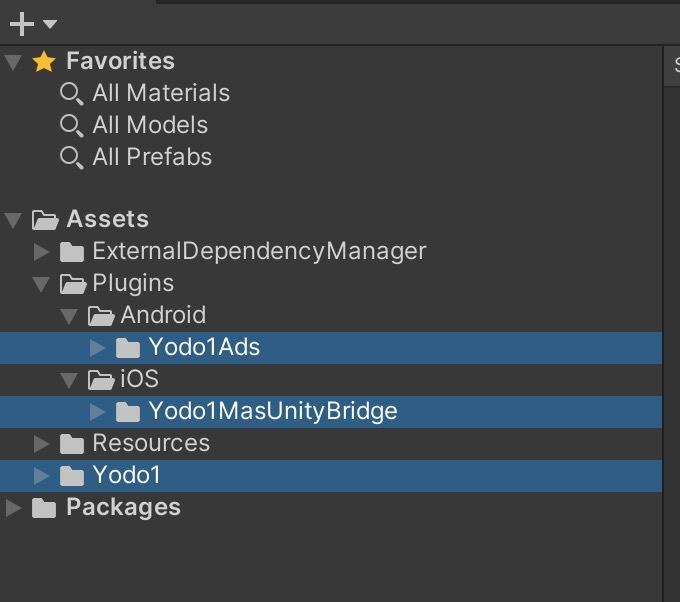 Favorites
All Materials
All Models
All Prefabs
Assets
ExternalDependencyManager
Plugins
Android
Yodo1Ads
iOS
Yodo1MasUnityBridge
Resources
Yodo1
Packages